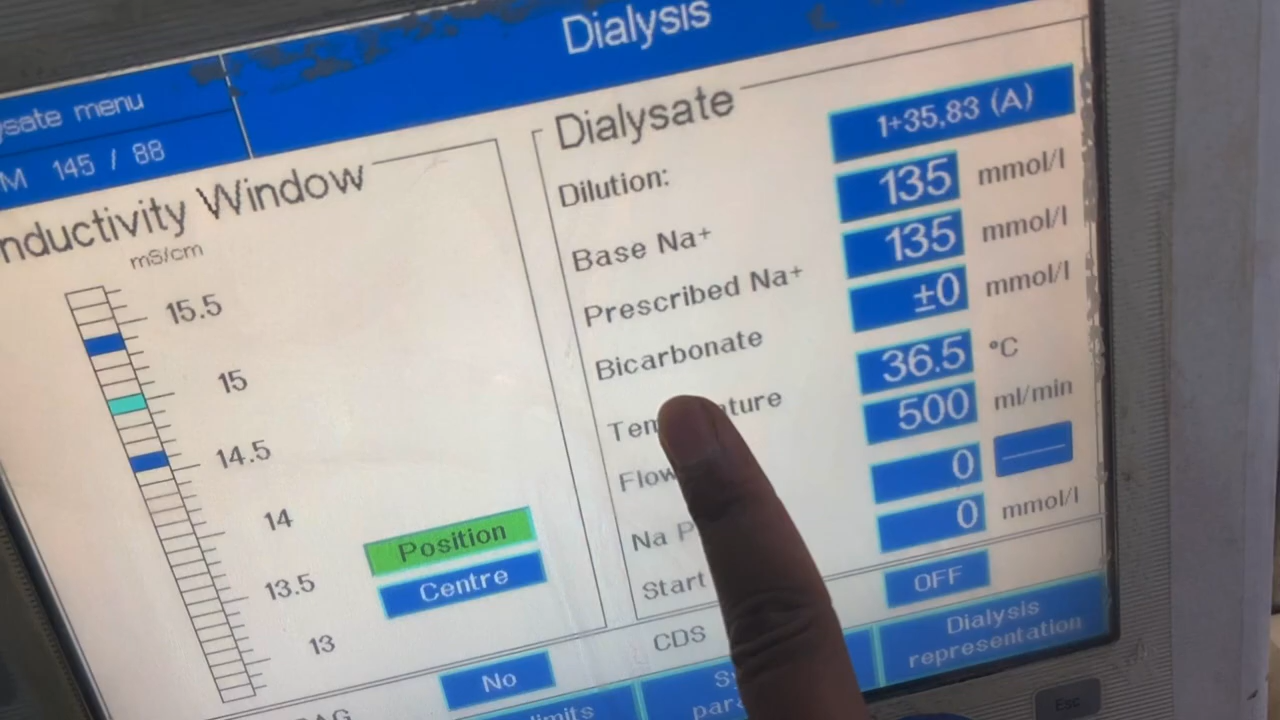 Dialysis
ysate menu
M 145 / 88
nductivity Window
mS/cm
15.5
15
14.5
14
13.5
13
Position
Centre
No
limits
Dialysate
1+35,83 (A)
Dilution:
135 mmol/l
Base Na+
135 mmol/l
Prescribed Na+
±0 mmol/l
Bicarbonate
36.5 °C
Ten ture
500 ml/min
Flow
0
Na P
0 mmol/l
Start
OFF
CDS
Dialysis
representation
Esc